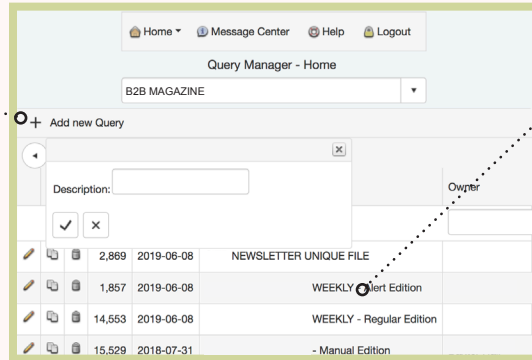 Home Message Center Help Logout
Query Manager - Home
B2B MAGAZINE
+ Add new Query
Description:
Owner
2,869 2019-06-08 NEWSLETTER UNIQUE FILE
1,857 2019-06-08 WEEKLY - Alert Edition
14,553 2019-06-08 WEEKLY - Regular Edition
15,529 2018-07-31 - Manual Edition